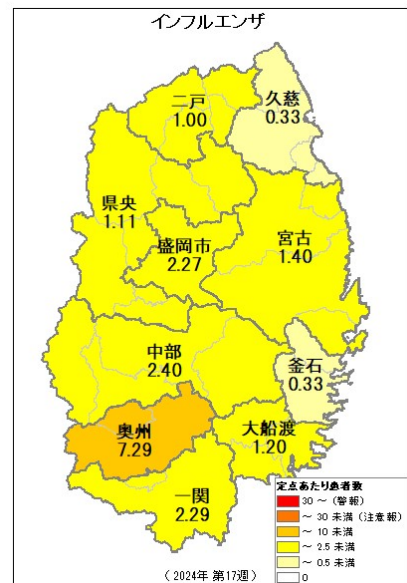 インフルエンザ
二戸
1.00
久慈
0.33
県央
1.11
盛岡市
2.27
宮古
1.40
中部
2.40
釜石
0.33
奥州
7.29
大船渡
1.20
一関
2.29
定点あたり患者数
30 ～ (警報)
～ 30 未満 (注意報)
～ 10 未満
～ 2.5 未満
～ 0.5 未満
0
( 2024年 第17週 )